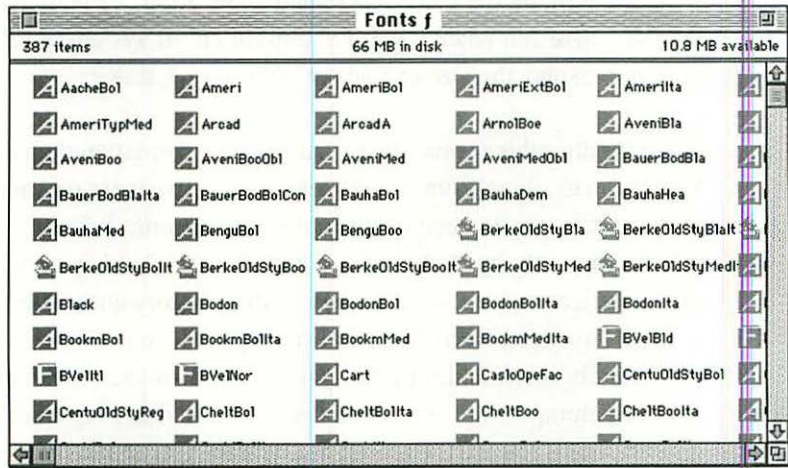 Fonts ƒ
387 items 66 MB in disk 10.8 MB available
AacheBol Ameri AmeriBol AmeriExtBol AmeriIta
AmeriTypMed Arcad ArcadA ArnolBoe AveniBla
AveniBoo AveniBooObl AveniMed AveniMedObl BauerBodBla
BauerBodBlaIta BauerBodBolCon BauhaBol BauhaDem BauhaHea
BauhaMed BenguBol BenguBoo BerkeOldStyBla BerkeOldStyBlaIt
BerkeOldStyBolIt BerkeOldStyBoo BerkeOldStyBooIt BerkeOldStyMed BerkeOldStyMedI
Black Bodon BodonBol BodonBolIta BodonIta
BookmBol BookmBolIta BookmMed BookmMedIta BVelBld
BVelItl BVelNor Cart CasloOpeFac CentuOldStyBol
CentuOldStyReg CheltBol CheltBolIta CheltBoo CheltBooIta